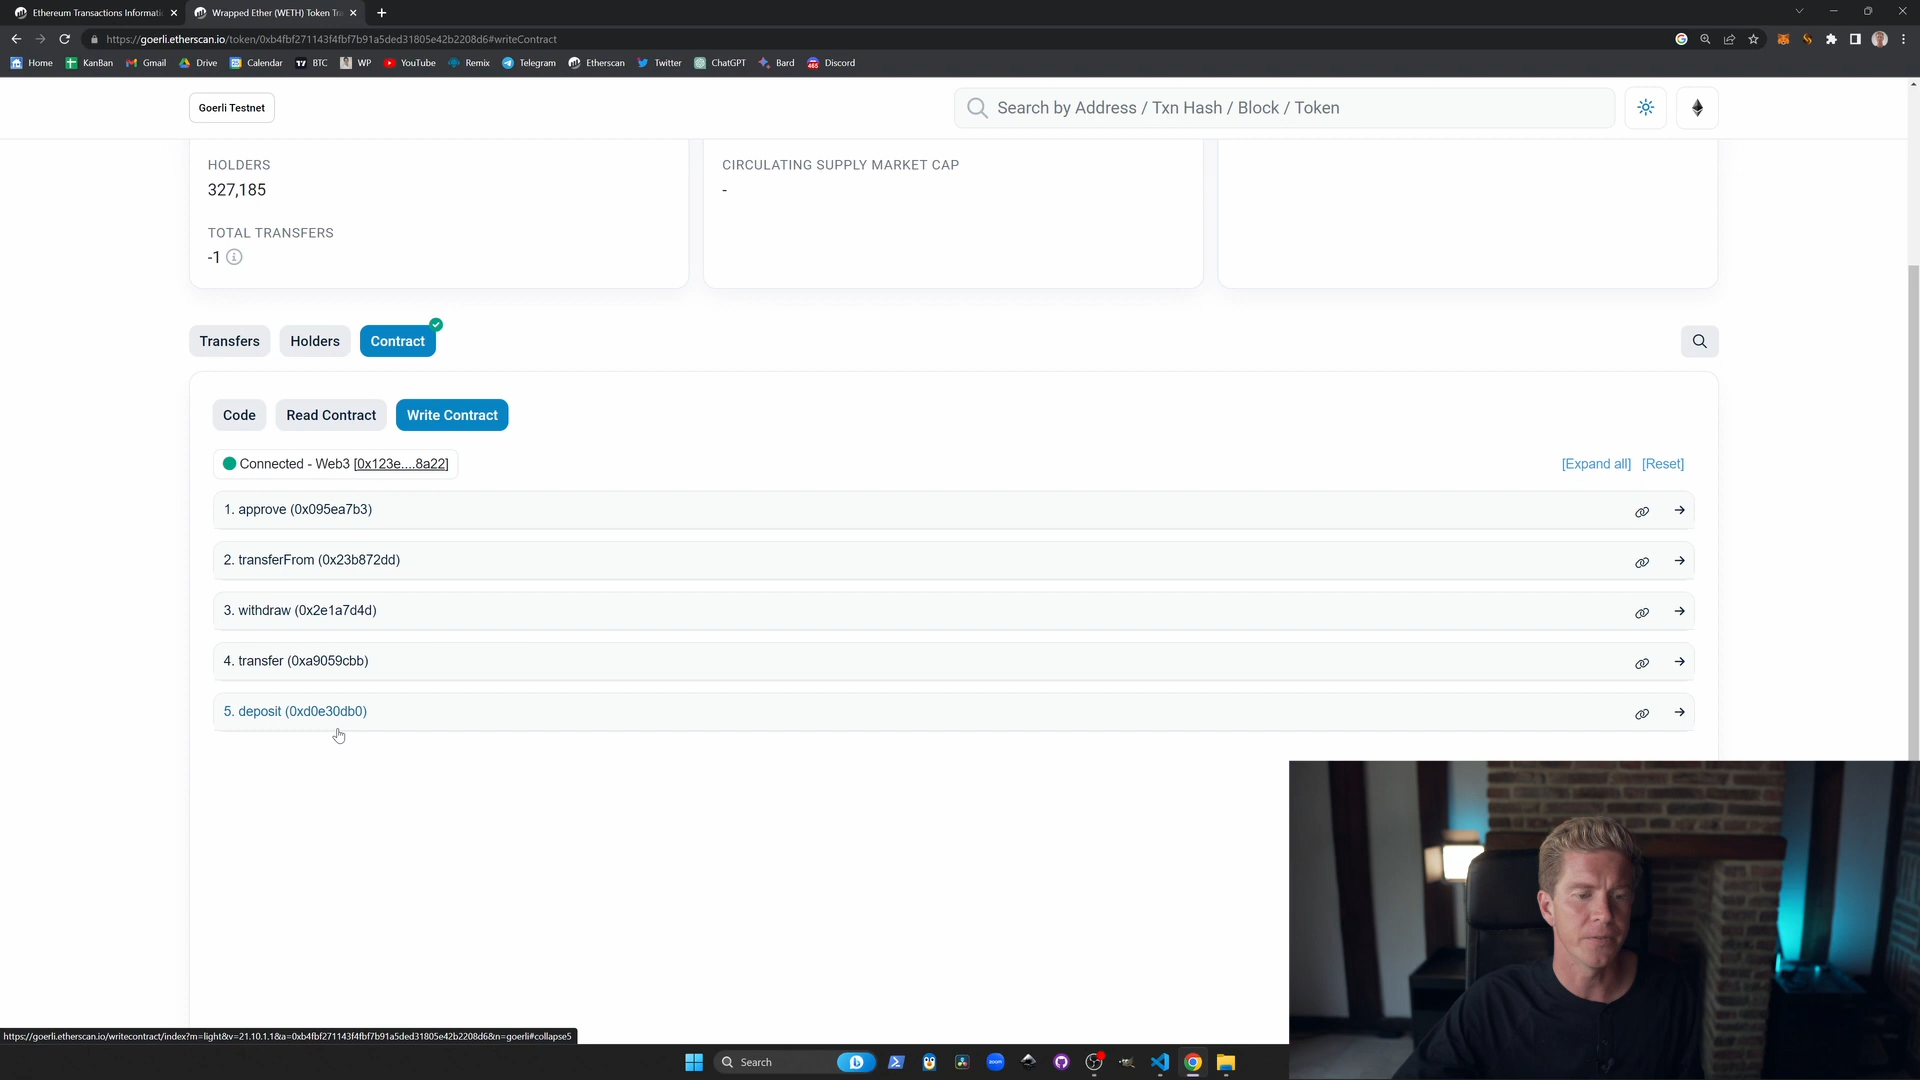 Ethereum Transactions Informati
Wrapped Ether (WETH) Token Tr
https://goerli.etherscan.io/token/0xb4fbf271143f4fbf7b91a5ded31805e42b2208d6#writeContract
Home KanBan Gmail Drive Calendar BTC WP YouTube Remix Telegram Etherscan Twitter ChatGPT Bard Discord
Goerli Testnet
Search by Address / Txn Hash / Block / Token
HOLDERS
327,185
TOTAL TRANSFERS
-1
CIRCULATING SUPPLY MARKET CAP
-
Transfers Holders Contract
Code Read Contract Write Contract
Connected - Web3 [0x123e....8a22]
[Expand all] [Reset]
1. approve (0x095ea7b3)
2. transferFrom (0x23b872dd)
3. withdraw (0x2e1a7d4d)
4. transfer (0xa9059cbb)
5. deposit (0xd0e30db0)
https://goerli.etherscan.io/writecontract/index?m=light&v=21.10.1.1&a=0xb4fbf271143f4fbf7b91a5ded31805e42b2208d6&n=goerli#collapse5
Search
zoom